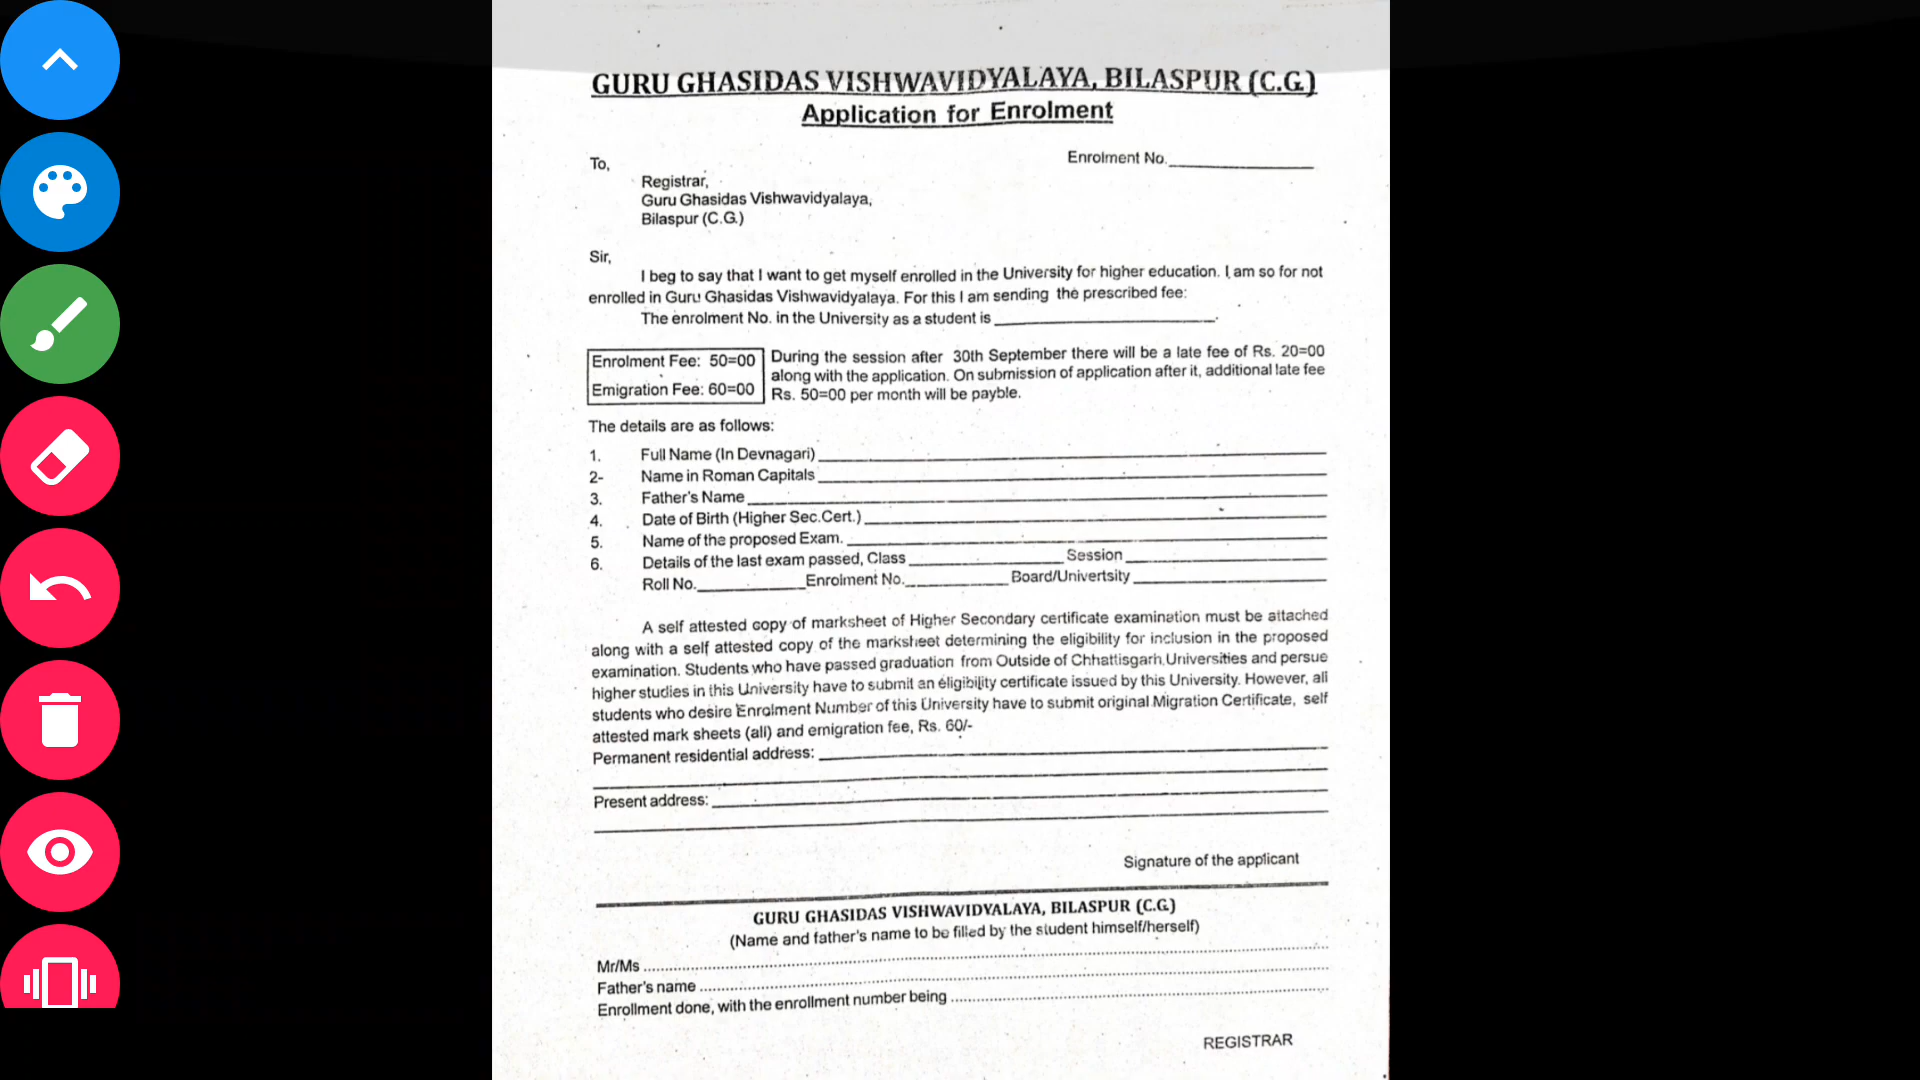 GURU GHASIDAS VISHWAVIDYALAYA, BILASPUR (C.G.)
Application for Enrolment
Enrolment No.
To,
Registrar,
Guru Ghasidas Vishwavidyalaya,
Bilaspur (C.G.)
Sir,
I beg to say that I want to get myself enrolled in the University for higher education. I am so for not
enrolled in Guru Ghasidas Vishwavidyalaya. For this I am sending the prescribed fee:
The enrolment No. in the University as a student is
Enrolment Fee: 50=00
Emigration Fee: 60=00
During the session after 30th September there will be a late fee of Rs. 20=00
along with the application. On submission of application after it, additional late fee
Rs. 50=00 per month will be payble.
The details are as follows:
1. Full Name (In Devnagari)
2- Name in Roman Capitals
3. Father's Name
4. Date of Birth (Higher Sec.Cert.)
5. Name of the proposed Exam.
6. Details of the last exam passed, Class Session
Roll No. Enrolment No. Board/Univertsity
A self attested copy of marksheet of Higher Secondary certificate examination must be attached
along with a self attested copy of the marksheet determining the eligibility for inclusion in the proposed
examination. Students who have passed graduation from Outside of Chhattisgarh Universities and persue
higher studies in this University have to submit an eligibility certificate issued by this University. However, all
students who desire Enrolment Number of this University have to submit original Migration Certificate, self
attested mark sheets (all) and emigration fee, Rs. 60/-
Permanent residential address:
Present address:
Signature of the applicant
GURU GHASIDAS VISHWAVIDYALAYA, BILASPUR (C.G.)
(Name and father's name to be filled by the student himself/herself)
Mr/Ms
Father's name
Enrollment done, with the enrollment number being
REGISTRAR